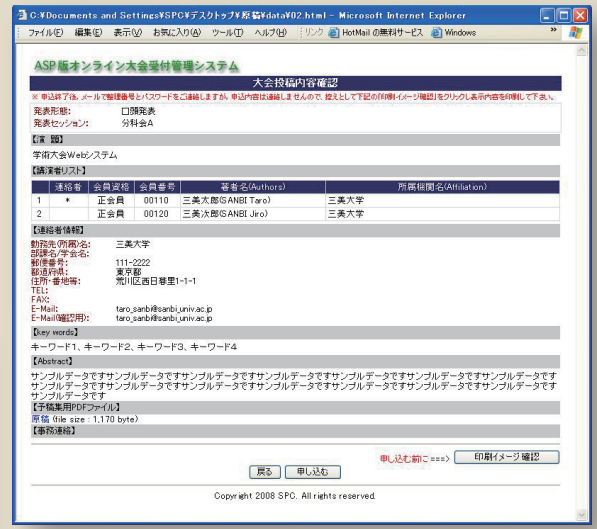 C:¥Documents and Settings¥SPC¥デスクトップ¥原稿¥data¥02.html - Microsoft Internet Explorer
ファイル(F) 編集(E) 表示(V) お気に入り(A) ツール(T) ヘルプ(H) リンク HotMail の無料サービス Windows »
ASP版オンライン大会受付管理システム
大会投稿内容確認
※ 申込終了後、メールで整理番号とパスワードをご連絡しますが、申込内容は連絡しませんので、控えとして下記の「印刷イメージ確認」をクリックし表示内容を印刷して下さい。
発表形態: 口頭発表
発表セッション: 分科会A
【演 題】
学術大会Webシステム
【講演者リスト】
連絡者 会員資格 会員番号 著者名(Authors) 所属機関名(Affiliation)
1 * 正会員 00110 三美太郎(SANBI Taro) 三美大学
2 正会員 00120 三美次郎(SANBI Jiro) 三美大学
【連絡者情報】
勤務先(所属)名: 三美大学
部課名/学会名:
郵便番号: 111-2222
都道府県: 東京都
住所・番地等: 荒川区西日暮里1-1-1
TEL:
FAX:
E-Mail: taro_sanbi@sanbi_univ.ac.jp
E-Mail(確認用): taro_sanbi@sanbi_univ.ac.jp
【key words】
キーワード1、キーワード2、キーワード3、キーワード4
【Abstract】
サンプルデータですサンプルデータですサンプルデータですサンプルデータですサンプルデータですサンプルデータですサンプルデータです
サンプルデータですサンプルデータですサンプルデータですサンプルデータですサンプルデータですサンプルデータですサンプルデータです
サンプルデータです
【予稿集用PDFファイル】
原稿 (file size : 1,170 byte)
【事務連絡】
申し込む前に ===> 印刷イメージ確認
戻る 申し込む
Copyright 2008 SPC. All rights reserved.